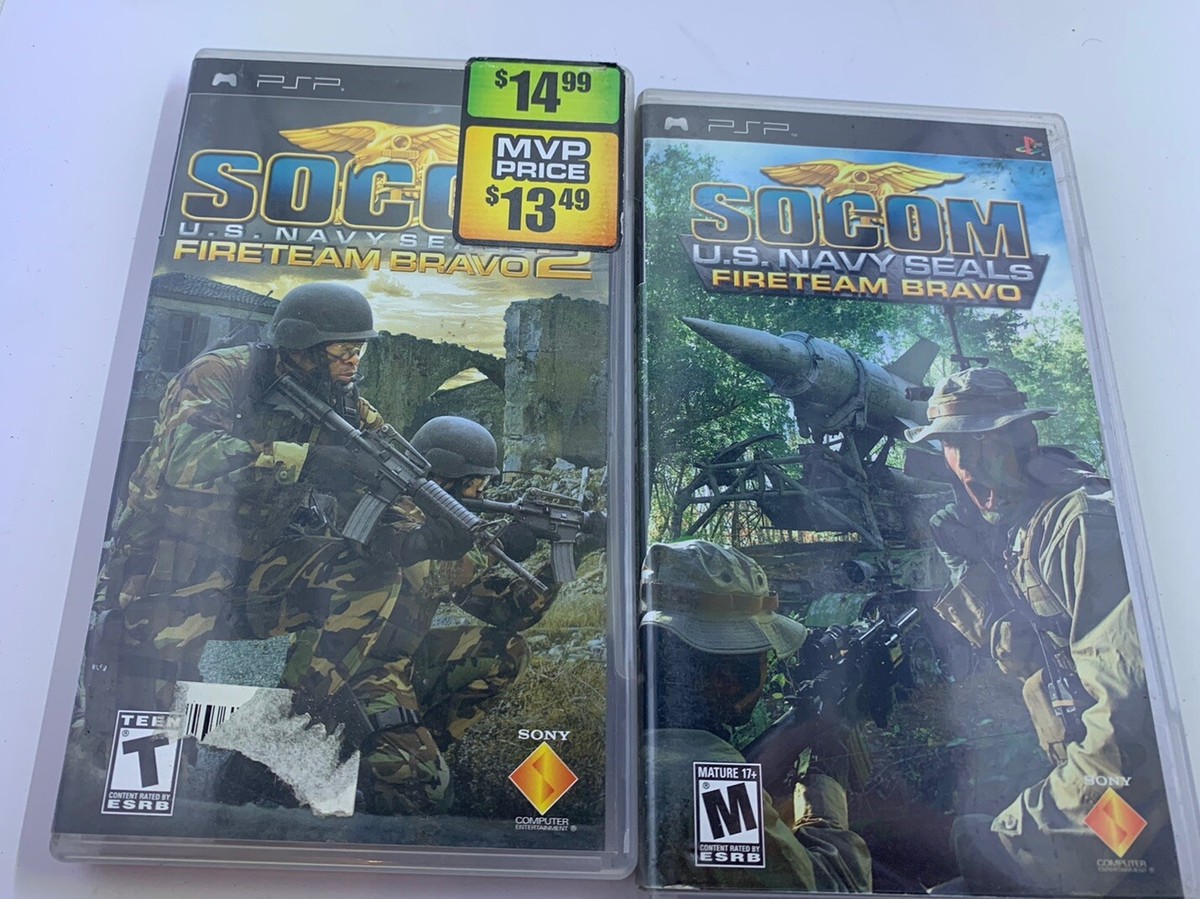 PSP
$14.99
MVP
PRICE
$13.49
SOCO
U.S. NAVY SE
FIRETEAM BRAVO 2
TEEN
T
CONTENT RATED BY
ESRB
SONY
COMPUTER
ENTERTAINMENT ®
PSP
SOCOM
U.S. NAVY SEALS
FIRETEAM BRAVO
MATURE 17+
M
CONTENT RATED BY
ESRB
SONY
COMPUTER
ENTERTAINMENT ®